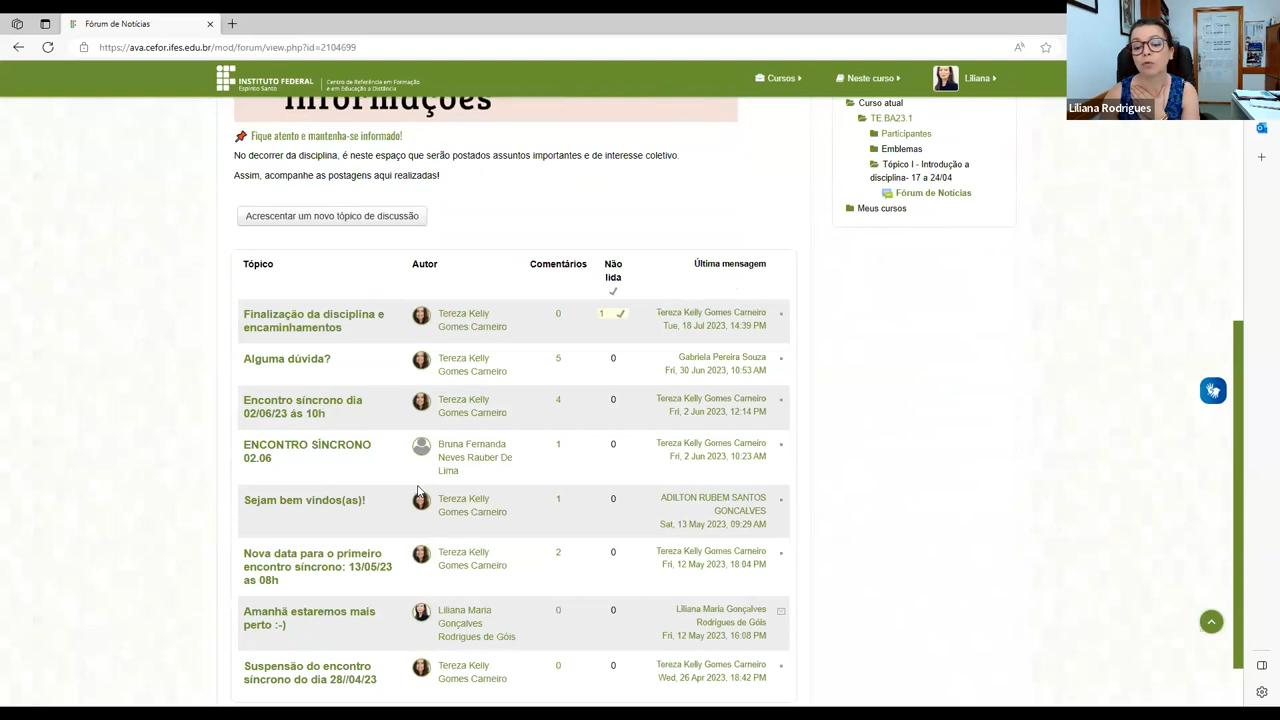 Fórum de Notícias
https://ava.cefor.ifes.edu.br/mod/forum/view.php?id=2104699
INSTITUTO FEDERAL
Espírito Santo
Centro de Referência em Formação
e em Educação a Distância
Cursos
Neste curso
Liliana
Liliana Rodrigues
Informações
Fique atento e mantenha-se informado!
No decorrer da disciplina, é neste espaço que serão postados assuntos importantes e de interesse coletivo.
Assim, acompanhe as postagens aqui realizadas!
Acrescentar um novo tópico de discussão
Curso atual
TE.BA23.1
Participantes
Emblemas
Tópico I - Introdução a
disciplina- 17 a 24/04
Fórum de Notícias
Meus cursos
Tópico Autor Comentários Não lida Última mensagem
Finalização da disciplina e
encaminhamentos
Tereza Kelly
Gomes Carneiro
0
1
Tereza Kelly Gomes Carneiro
Tue, 18 Jul 2023, 14:39 PM
Alguma dúvida?
Tereza Kelly
Gomes Carneiro
5
0
Gabriela Pereira Souza
Fri, 30 Jun 2023, 10:53 AM
Encontro síncrono dia
02/06/23 ás 10h
Tereza Kelly
Gomes Carneiro
4
0
Tereza Kelly Gomes Carneiro
Fri, 2 Jun 2023, 12:14 PM
ENCONTRO SÍNCRONO
02.06
Bruna Fernanda
Neves Rauber De
Lima
1
0
Tereza Kelly Gomes Carneiro
Fri, 2 Jun 2023, 10:23 AM
Sejam bem vindos(as)!
Tereza Kelly
Gomes Carneiro
1
0
ADILTON RUBEM SANTOS
GONCALVES
Sat, 13 May 2023, 09:29 AM
Nova data para o primeiro
encontro síncrono: 13/05/23
as 08h
Tereza Kelly
Gomes Carneiro
2
0
Tereza Kelly Gomes Carneiro
Fri, 12 May 2023, 18:04 PM
Amanhã estaremos mais
perto :-)
Liliana Maria
Gonçalves
Rodrigues de Góis
0
0
Liliana Maria Gonçalves
Rodrigues de Góis
Fri, 12 May 2023, 16:08 PM
Suspensão do encontro
síncrono do dia 28//04/23
Tereza Kelly
Gomes Carneiro
0
0
Tereza Kelly Gomes Carneiro
Wed, 26 Apr 2023, 18:42 PM